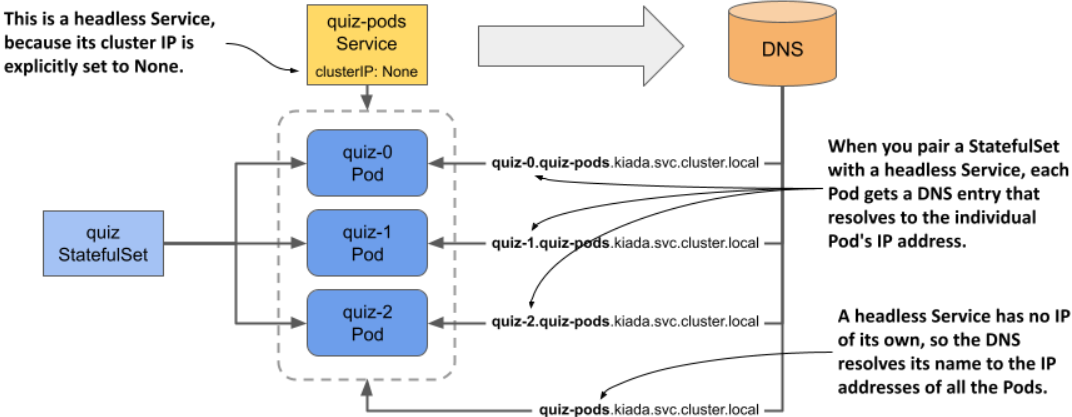 This is a headless Service,
because its cluster IP is
explicitly set to None.
quiz-pods
Service
clusterIP: None
DNS
quiz-0
Pod
quiz-0.quiz-pods.kiada.svc.cluster.local
When you pair a StatefulSet
with a headless Service, each
Pod gets a DNS entry that
resolves to the individual
Pod's IP address.
quiz
StatefulSet
quiz-1
Pod
quiz-1.quiz-pods.kiada.svc.cluster.local
quiz-2
Pod
quiz-2.quiz-pods.kiada.svc.cluster.local
A headless Service has no IP
of its own, so the DNS
resolves its name to the IP
addresses of all the Pods.
quiz-pods.kiada.svc.cluster.local